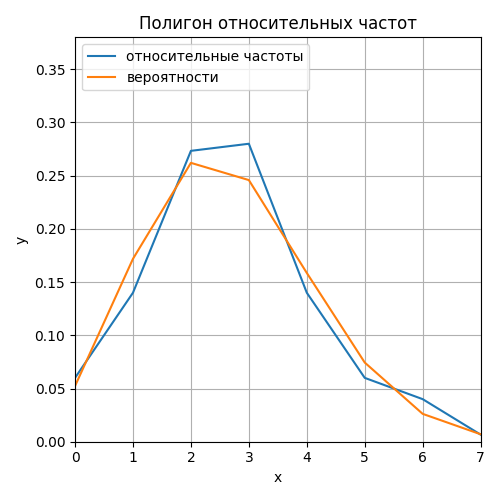 Полигон относительных частот
относительные частоты
вероятности
0.35
0.30
0.25
0.20
0.15
0.10
0.05
0.00
y
0 1 2 3 4 5 6 7
x